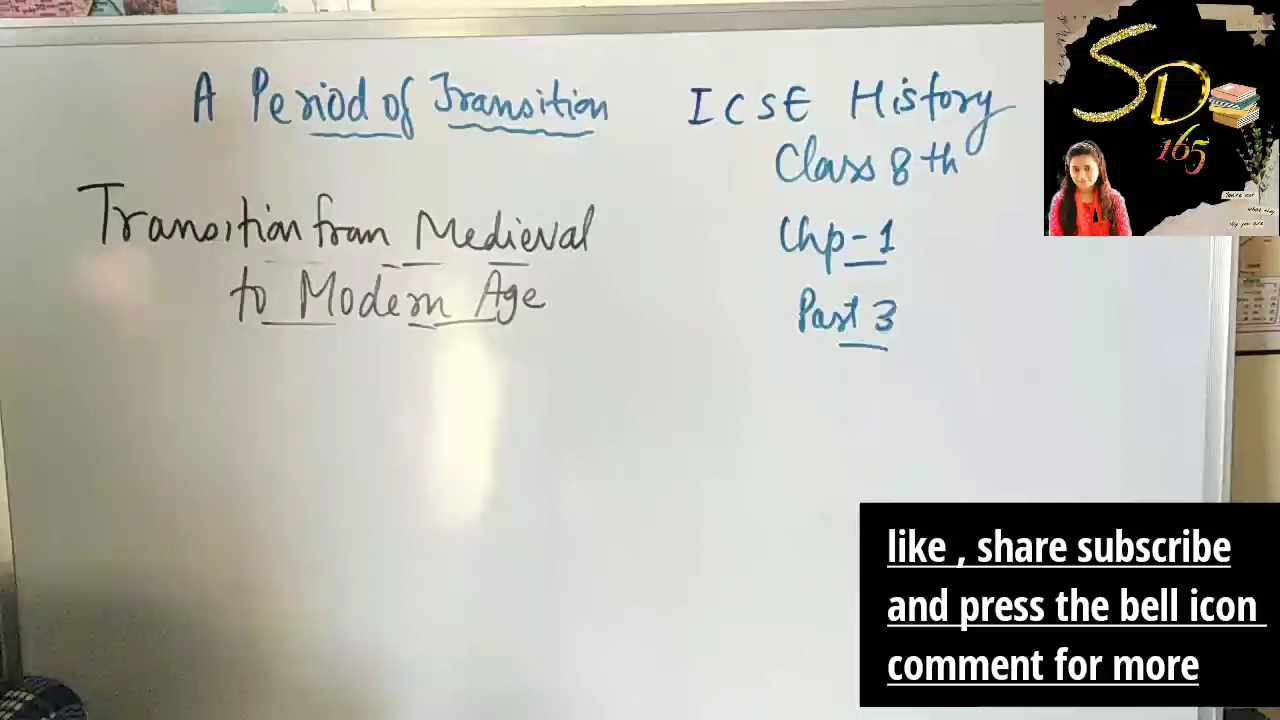 A Period of Transition
Transition from Medieval
to Modern Age
ICSE History
Class 8th
Chp-1
Part 3
SD
165
like , share subscribe
and press the bell icon
comment for more